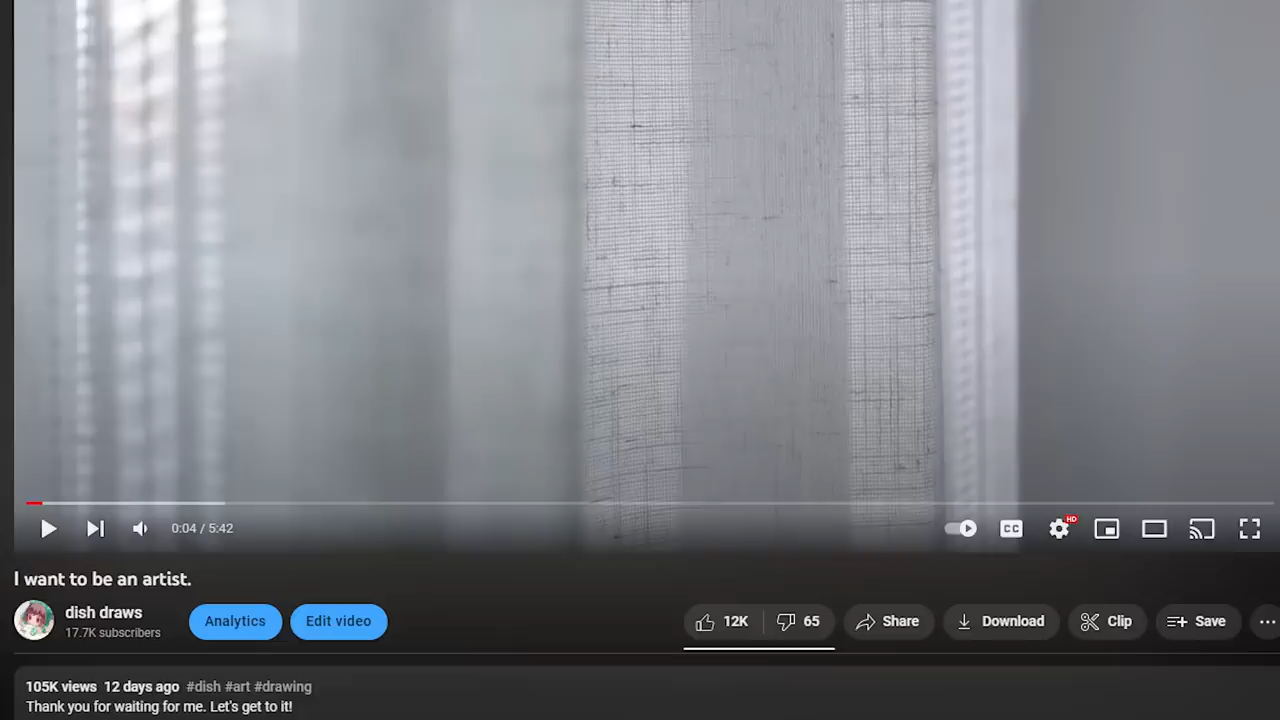 HD
0:04 / 5:42
CC
I want to be an artist.
dish draws
17.7K subscribers
Analytics
Edit video
12K
65
Share
Download
Clip
Save
105K views 12 days ago #dish #art #drawing
Thank you for waiting for me. Let's get to it!